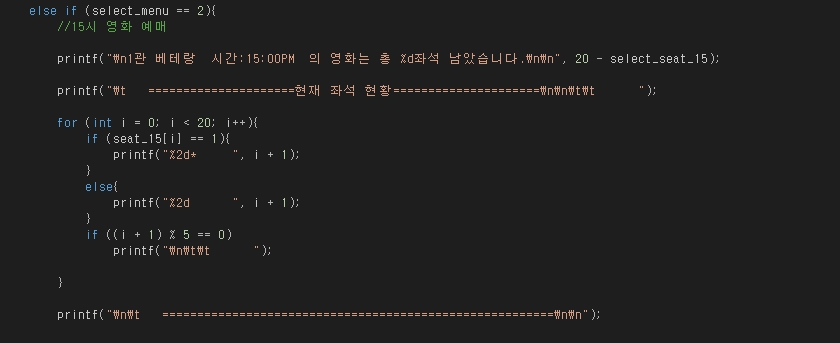 else if (select_menu == 2){
//15시 영화 예매
printf("₩n1관 베테랑  시간:15:00PM  의 영화는 총 %d좌석 남았습니다.₩n₩n", 20 - select_seat_15);
printf("₩t   =====================현재 좌석 현황=====================₩n₩n₩t₩t      ");
for (int i = 0; i < 20; i++){
if (seat_15[i] == 1){
printf("%2d*     ", i + 1);
}
else{
printf("%2d      ", i + 1);
}
if ((i + 1) % 5 == 0)
printf("₩n₩t₩t      ");
}
printf("₩n₩t   ========================================================₩n₩n");